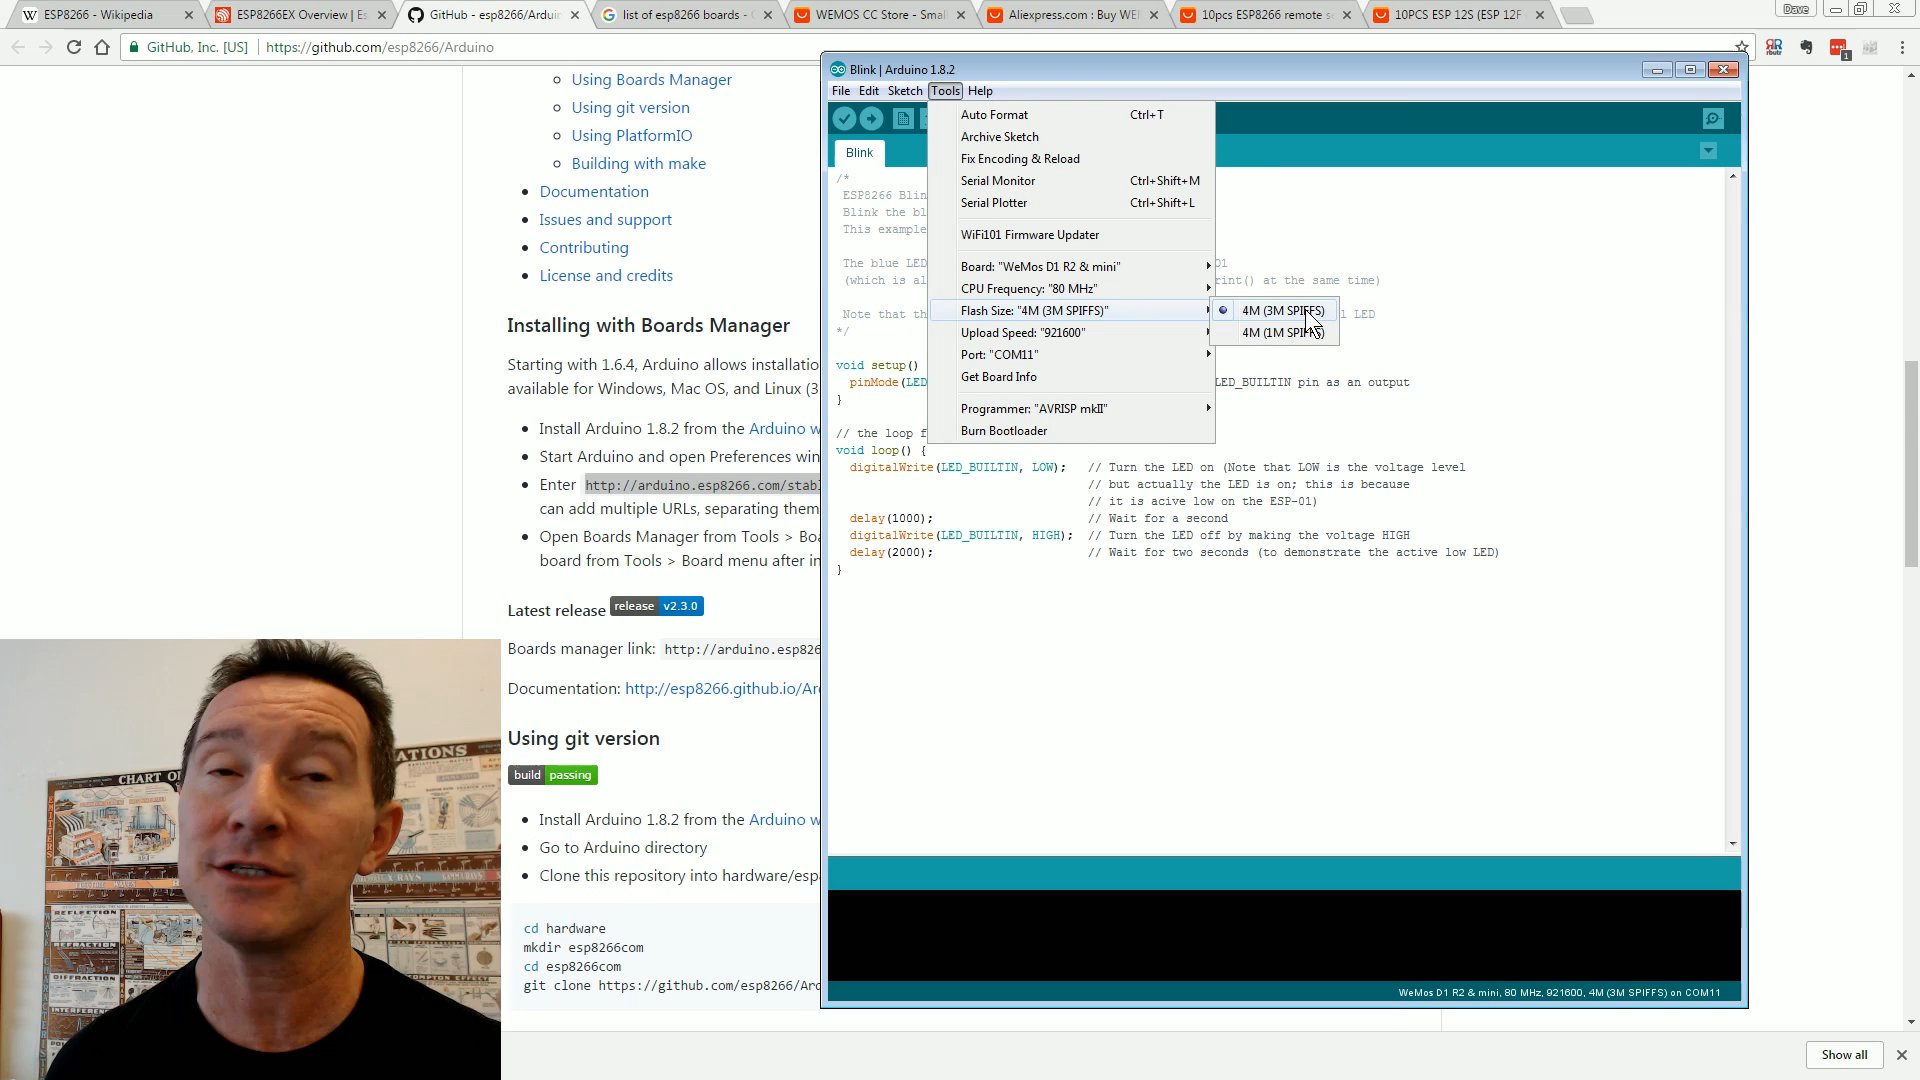 ESP8266 - Wikipedia
ESP8266EX Overview | Es
GitHub - esp8266/Arduin
list of esp8266 boards -
WEMOS CC Store - Small
Aliexpress.com : Buy WE
10pcs ESP8266 remote se
10PCS ESP 12S (ESP 12F
Dave
GitHub, Inc. [US]
https://github.com/esp8266/Arduino
Using Boards Manager
Using git version
Using PlatformIO
Building with make
Documentation
Issues and support
Contributing
License and credits
Installing with Boards Manager
Starting with 1.6.4, Arduino allows installatio
available for Windows, Mac OS, and Linux (3
Install Arduino 1.8.2 from the Arduino w
Start Arduino and open Preferences win
Enter http://arduino.esp8266.com/stabl
can add multiple URLs, separating them
Open Boards Manager from Tools > Boa
board from Tools > Board menu after in
Latest release release v2.3.0
Boards manager link: http://arduino.esp826
Documentation: http://esp8266.github.io/Ar
Using git version
build passing
Install Arduino 1.8.2 from the Arduino w
Go to Arduino directory
Clone this repository into hardware/esp
cd hardware
mkdir esp8266com
cd esp8266com
git clone https://github.com/esp8266/Ard
Blink | Arduino 1.8.2
File Edit Sketch Tools Help
Blink
Auto Format Ctrl+T
Archive Sketch
Fix Encoding & Reload
Serial Monitor Ctrl+Shift+M
Serial Plotter Ctrl+Shift+L
WiFi101 Firmware Updater
Board: "WeMos D1 R2 & mini"
CPU Frequency: "80 MHz"
Flash Size: "4M (3M SPIFFS)"
Upload Speed: "921600"
Port: "COM11"
Get Board Info
Programmer: "AVRISP mkII"
Burn Bootloader
4M (3M SPIFFS)
4M (1M SPIFFS)
/*
ESP8266 Blin
Blink the bl
This example
The blue LED
(which is al rint() at the same time)
Note that th LED
*/
void setup()
pinMode(LED LED_BUILTIN pin as an output
}
// the loop f
void loop() {
digitalWrite(LED_BUILTIN, LOW); // Turn the LED on (Note that LOW is the voltage level
// but actually the LED is on; this is because
// it is acive low on the ESP-01)
delay(1000); // Wait for a second
digitalWrite(LED_BUILTIN, HIGH); // Turn the LED off by making the voltage HIGH
delay(2000); // Wait for two seconds (to demonstrate the active low LED)
}
WeMos D1 R2 & mini, 80 MHz, 921600, 4M (3M SPIFFS) on COM11
Show all
CHART O
REFLECTION
REFRACTION
DIFFRACTION